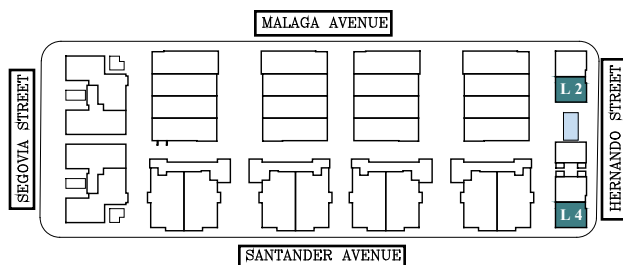 MALAGA AVENUE
SEGOVIA STREET
HERNANDO STREET
L 2
L 4
SANTANDER AVENUE